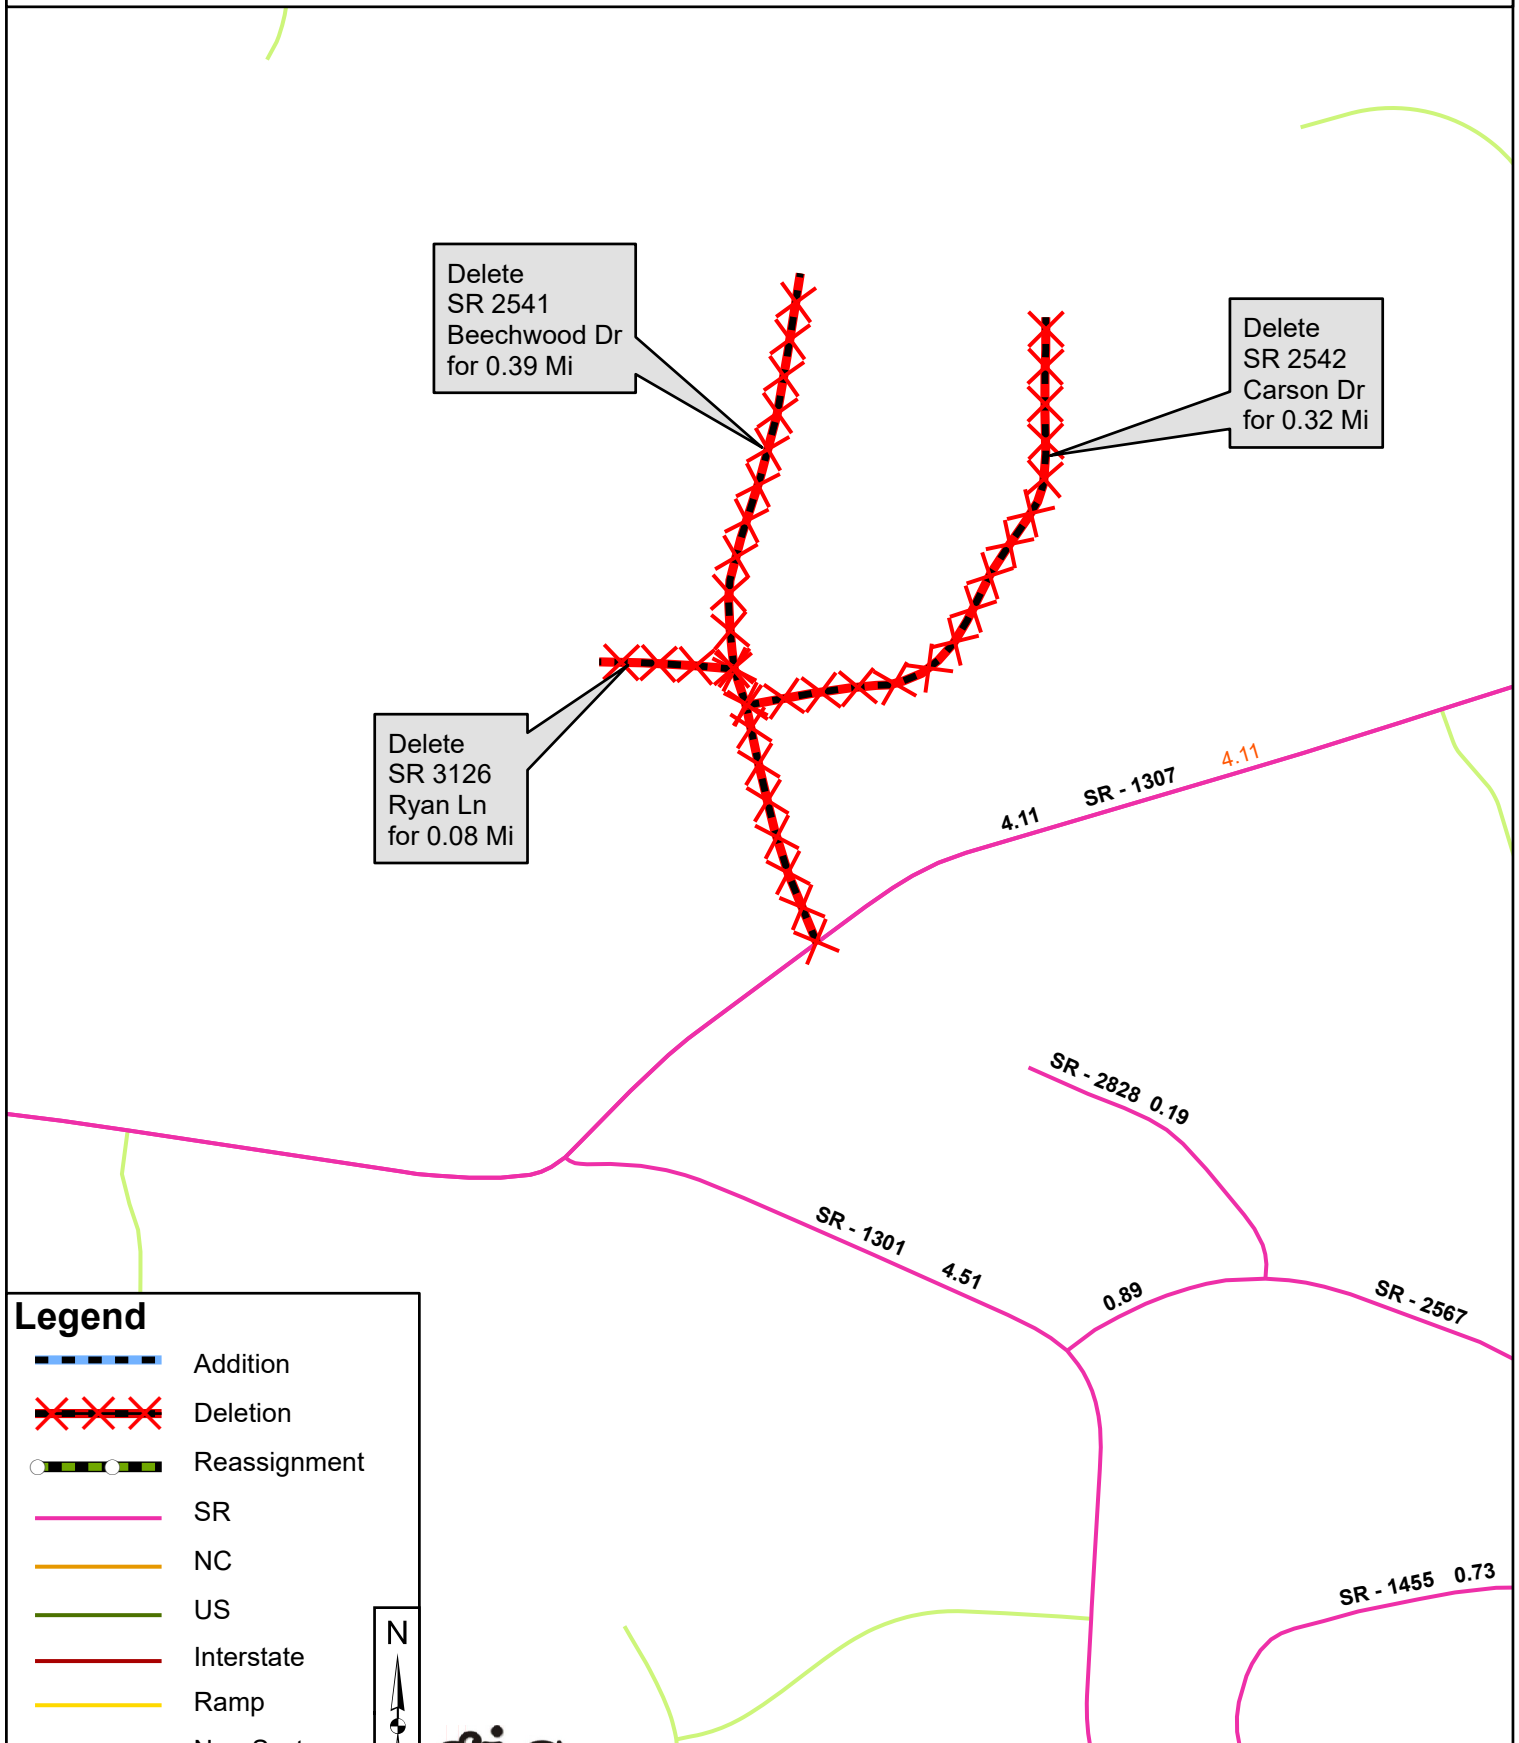 Delete
SR 2541
Beechwood Dr
for 0.39 Mi
Delete
SR 2542
Carson Dr
for 0.32 Mi
Delete
SR 3126
Ryan Ln
for 0.08 Mi
4.11 SR - 1307 4.11
SR - 2828 0.19
SR - 1301 4.51
0.89 SR - 2567
SR - 1455 0.73
Legend
Addition
Deletion
Reassignment
SR
NC
US
Interstate
Ramp
N